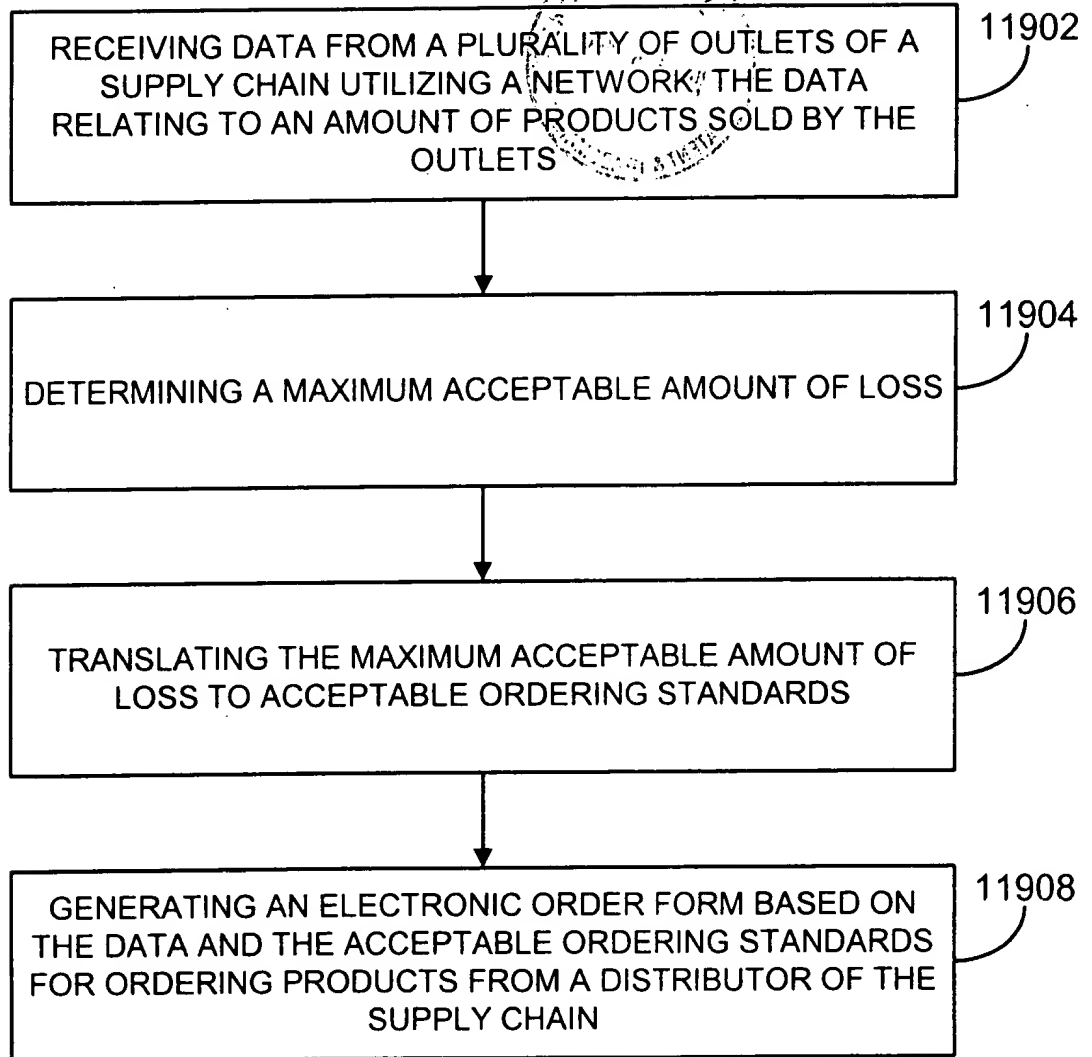 RECEIVING DATA FROM A PLURALITY OF OUTLETS OF A
SUPPLY CHAIN UTILIZING A NETWORK, THE DATA
RELATING TO AN AMOUNT OF PRODUCTS SOLD BY THE
OUTLETS
11902
DETERMINING A MAXIMUM ACCEPTABLE AMOUNT OF LOSS
11904
TRANSLATING THE MAXIMUM ACCEPTABLE AMOUNT OF
LOSS TO ACCEPTABLE ORDERING STANDARDS
11906
GENERATING AN ELECTRONIC ORDER FORM BASED ON
THE DATA AND THE ACCEPTABLE ORDERING STANDARDS
FOR ORDERING PRODUCTS FROM A DISTRIBUTOR OF THE
SUPPLY CHAIN
11908